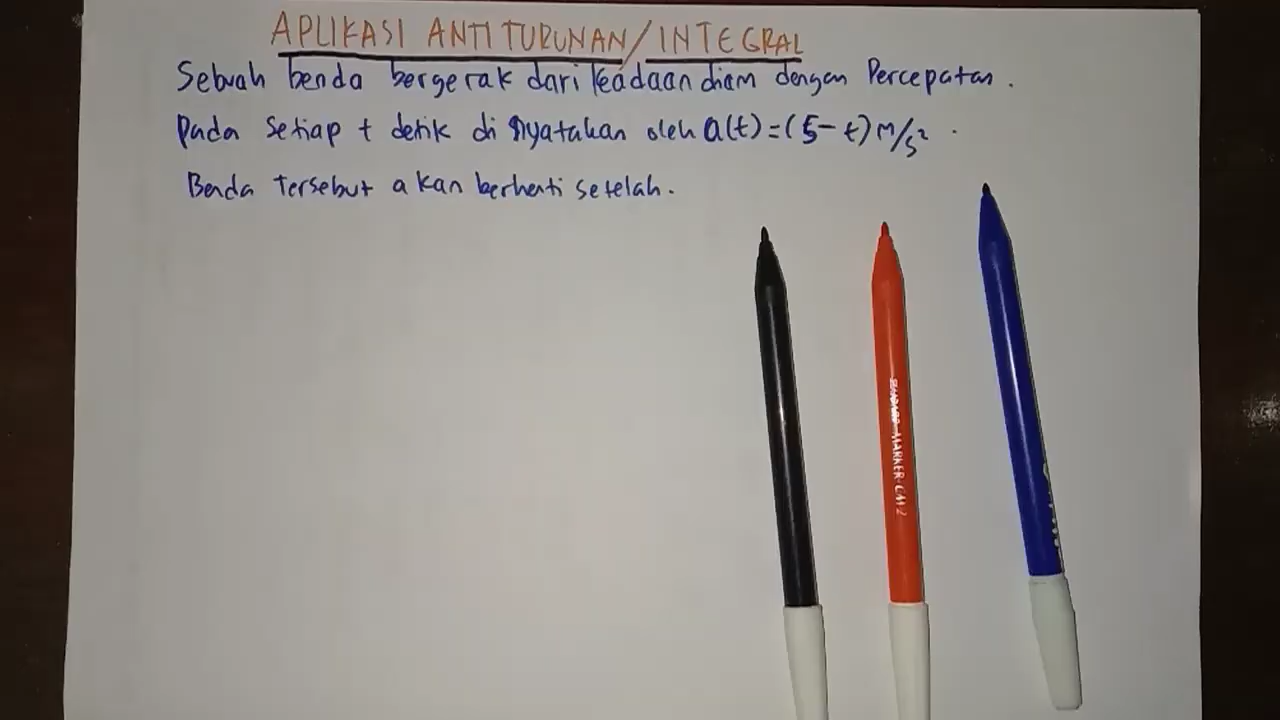 APLIKASI ANTI TURUNAN/INTEGRAL
Sebuah benda bergerak dari keadaan diam dengan Percepatan.
Pada Setiap t detik di nyatakan oleh a(t)=(5-t)m/s²
Benda tersebut akan berhenti setelah.
MARKER-CM2